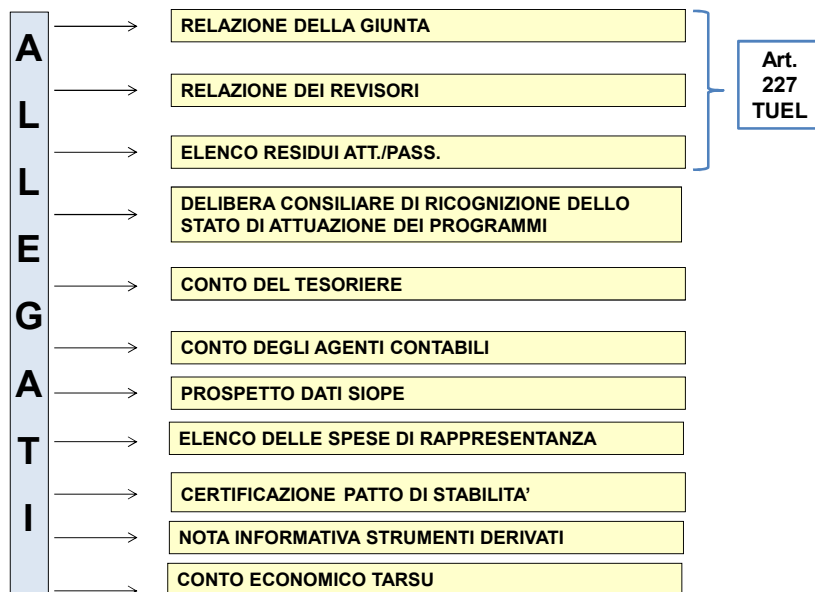 ALLEGATI
RELAZIONE DELLA GIUNTA
RELAZIONE DEI REVISORI
ELENCO RESIDUI ATT./PASS.
Art.
227
TUEL
DELIBERA CONSILIARE DI RICOGNIZIONE DELLO
STATO DI ATTUAZIONE DEI PROGRAMMI
CONTO DEL TESORIERE
CONTO DEGLI AGENTI CONTABILI
PROSPETTO DATI SIOPE
ELENCO DELLE SPESE DI RAPPRESENTANZA
CERTIFICAZIONE PATTO DI STABILITA’
NOTA INFORMATIVA STRUMENTI DERIVATI
CONTO ECONOMICO TARSU